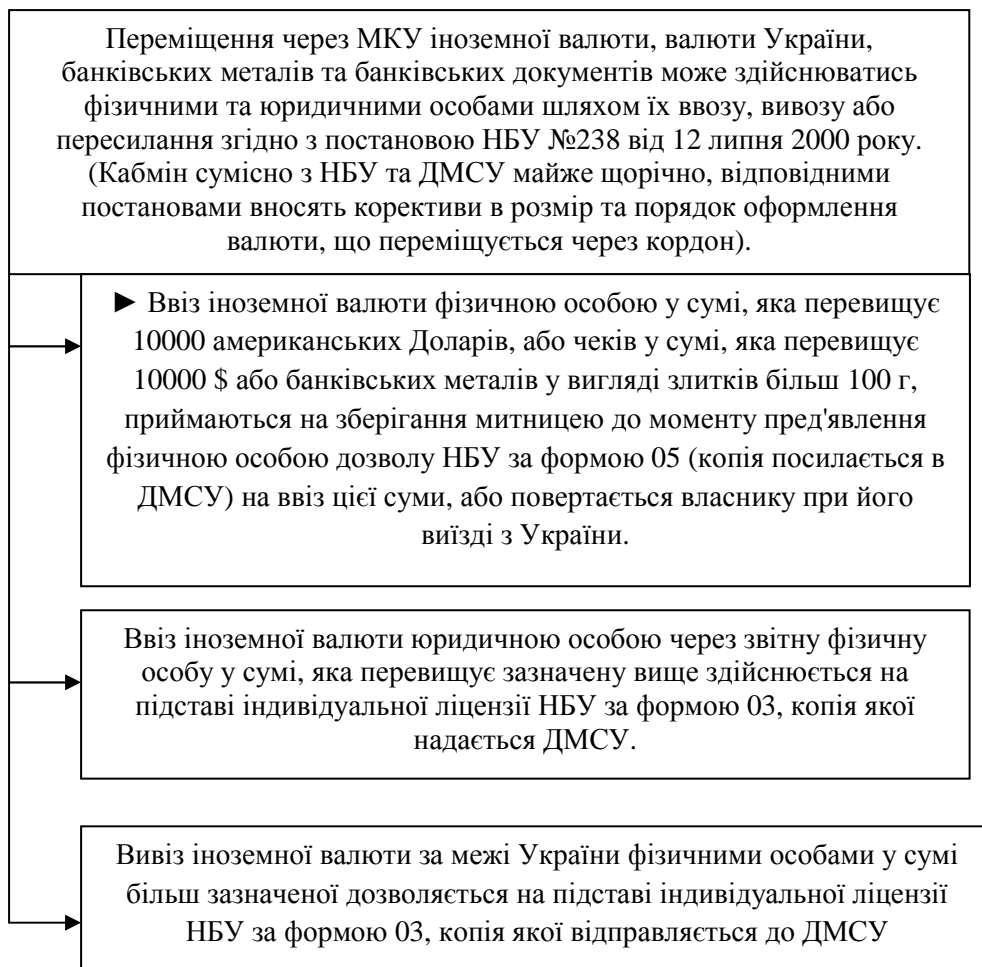 Переміщення через МКУ іноземної валюти, валюти України,
банківських металів та банківських документів може здійснюватись
фізичними та юридичними особами шляхом їх ввозу, вивозу або
пересилання згідно з постановою НБУ №238 від 12 липня 2000 року.
(Кабмін сумісно з НБУ та ДМСУ майже щорічно, відповідними
постановами вносять корективи в розмір та порядок оформлення
валюти, що переміщується через кордон).
► Ввіз іноземної валюти фізичною особою у сумі, яка перевищує
10000 американських Доларів, або чеків у сумі, яка перевищує
10000 $ або банківських металів у вигляді злитків більш 100 г,
приймаються на зберігання митницею до моменту пред'явлення
фізичною особою дозволу НБУ за формою 05 (копія посилається в
ДМСУ) на ввіз цієї суми, або повертається власнику при його
виїзді з України.
Ввіз іноземної валюти юридичною особою через звітну фізичну
особу у сумі, яка перевищує зазначену вище здійснюється на
підставі індивідуальної ліцензії НБУ за формою 03, копія якої
надається ДМСУ.
Вивіз іноземної валюти за межі України фізичними особами у сумі
більш зазначеної дозволяється на підставі індивідуальної ліцензії
НБУ за формою 03, копія якої відправляється до ДМСУ